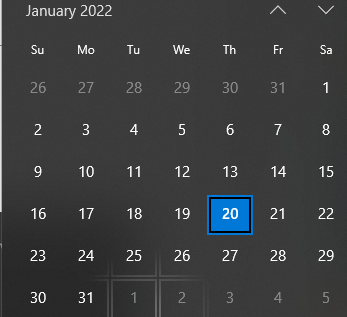 January 2022
Su Mo Tu We Th Fr Sa
26 27 28 29 30 31 1
2 3 4 5 6 7 8
9 10 11 12 13 14 15
16 17 18 19 20 21 22
23 24 25 26 27 28 29
30 31 1 2 3 4 5